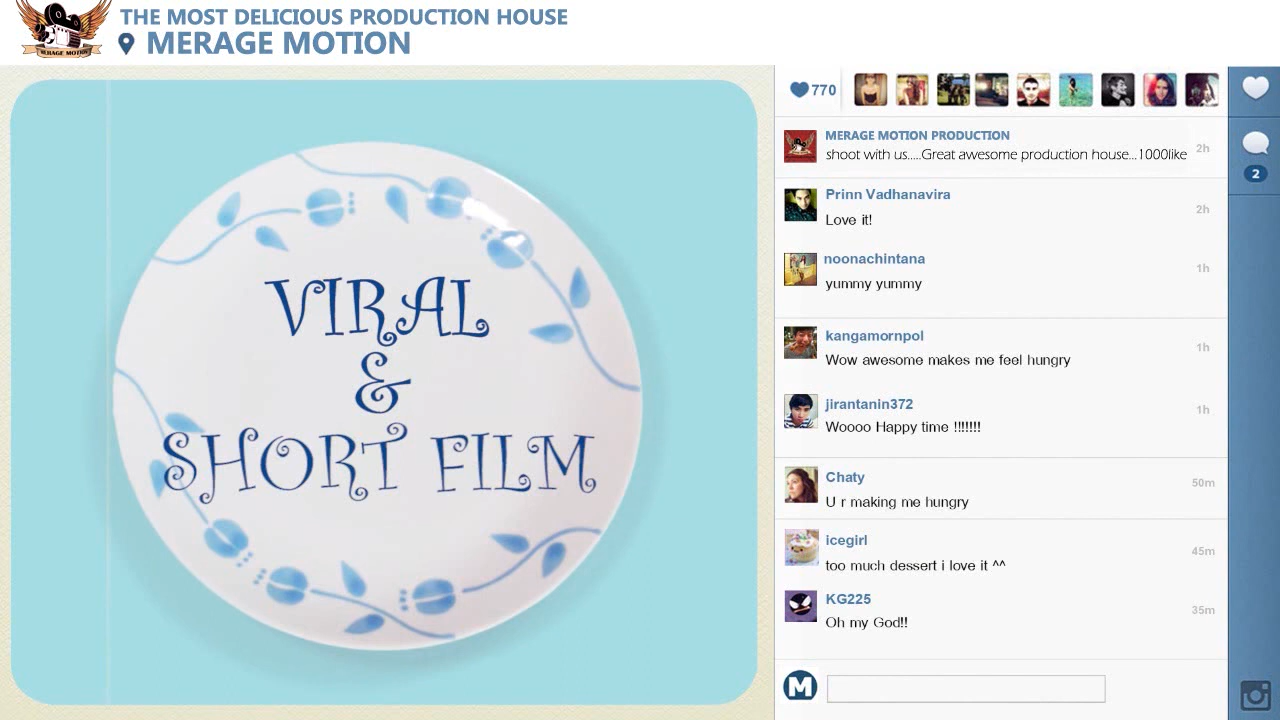 THE MOST DELICIOUS PRODUCTION HOUSE
MERAGE MOTION
MERAGE MOTION
VIRAL
&
SHORT FILM
770
MERAGE MOTION PRODUCTION
shoot with us.....Great awesome production house...1000like
2h
2
Prinn Vadhanavira
Love it!
2h
noonachintana
yummy yummy
1h
kangamornpol
Wow awesome makes me feel hungry
1h
jirantanin372
Woooo Happy time !!!!!!!
1h
Chaty
U r making me hungry
50m
icegirl
too much dessert i love it ^^
45m
KG225
Oh my God!!
35m
M